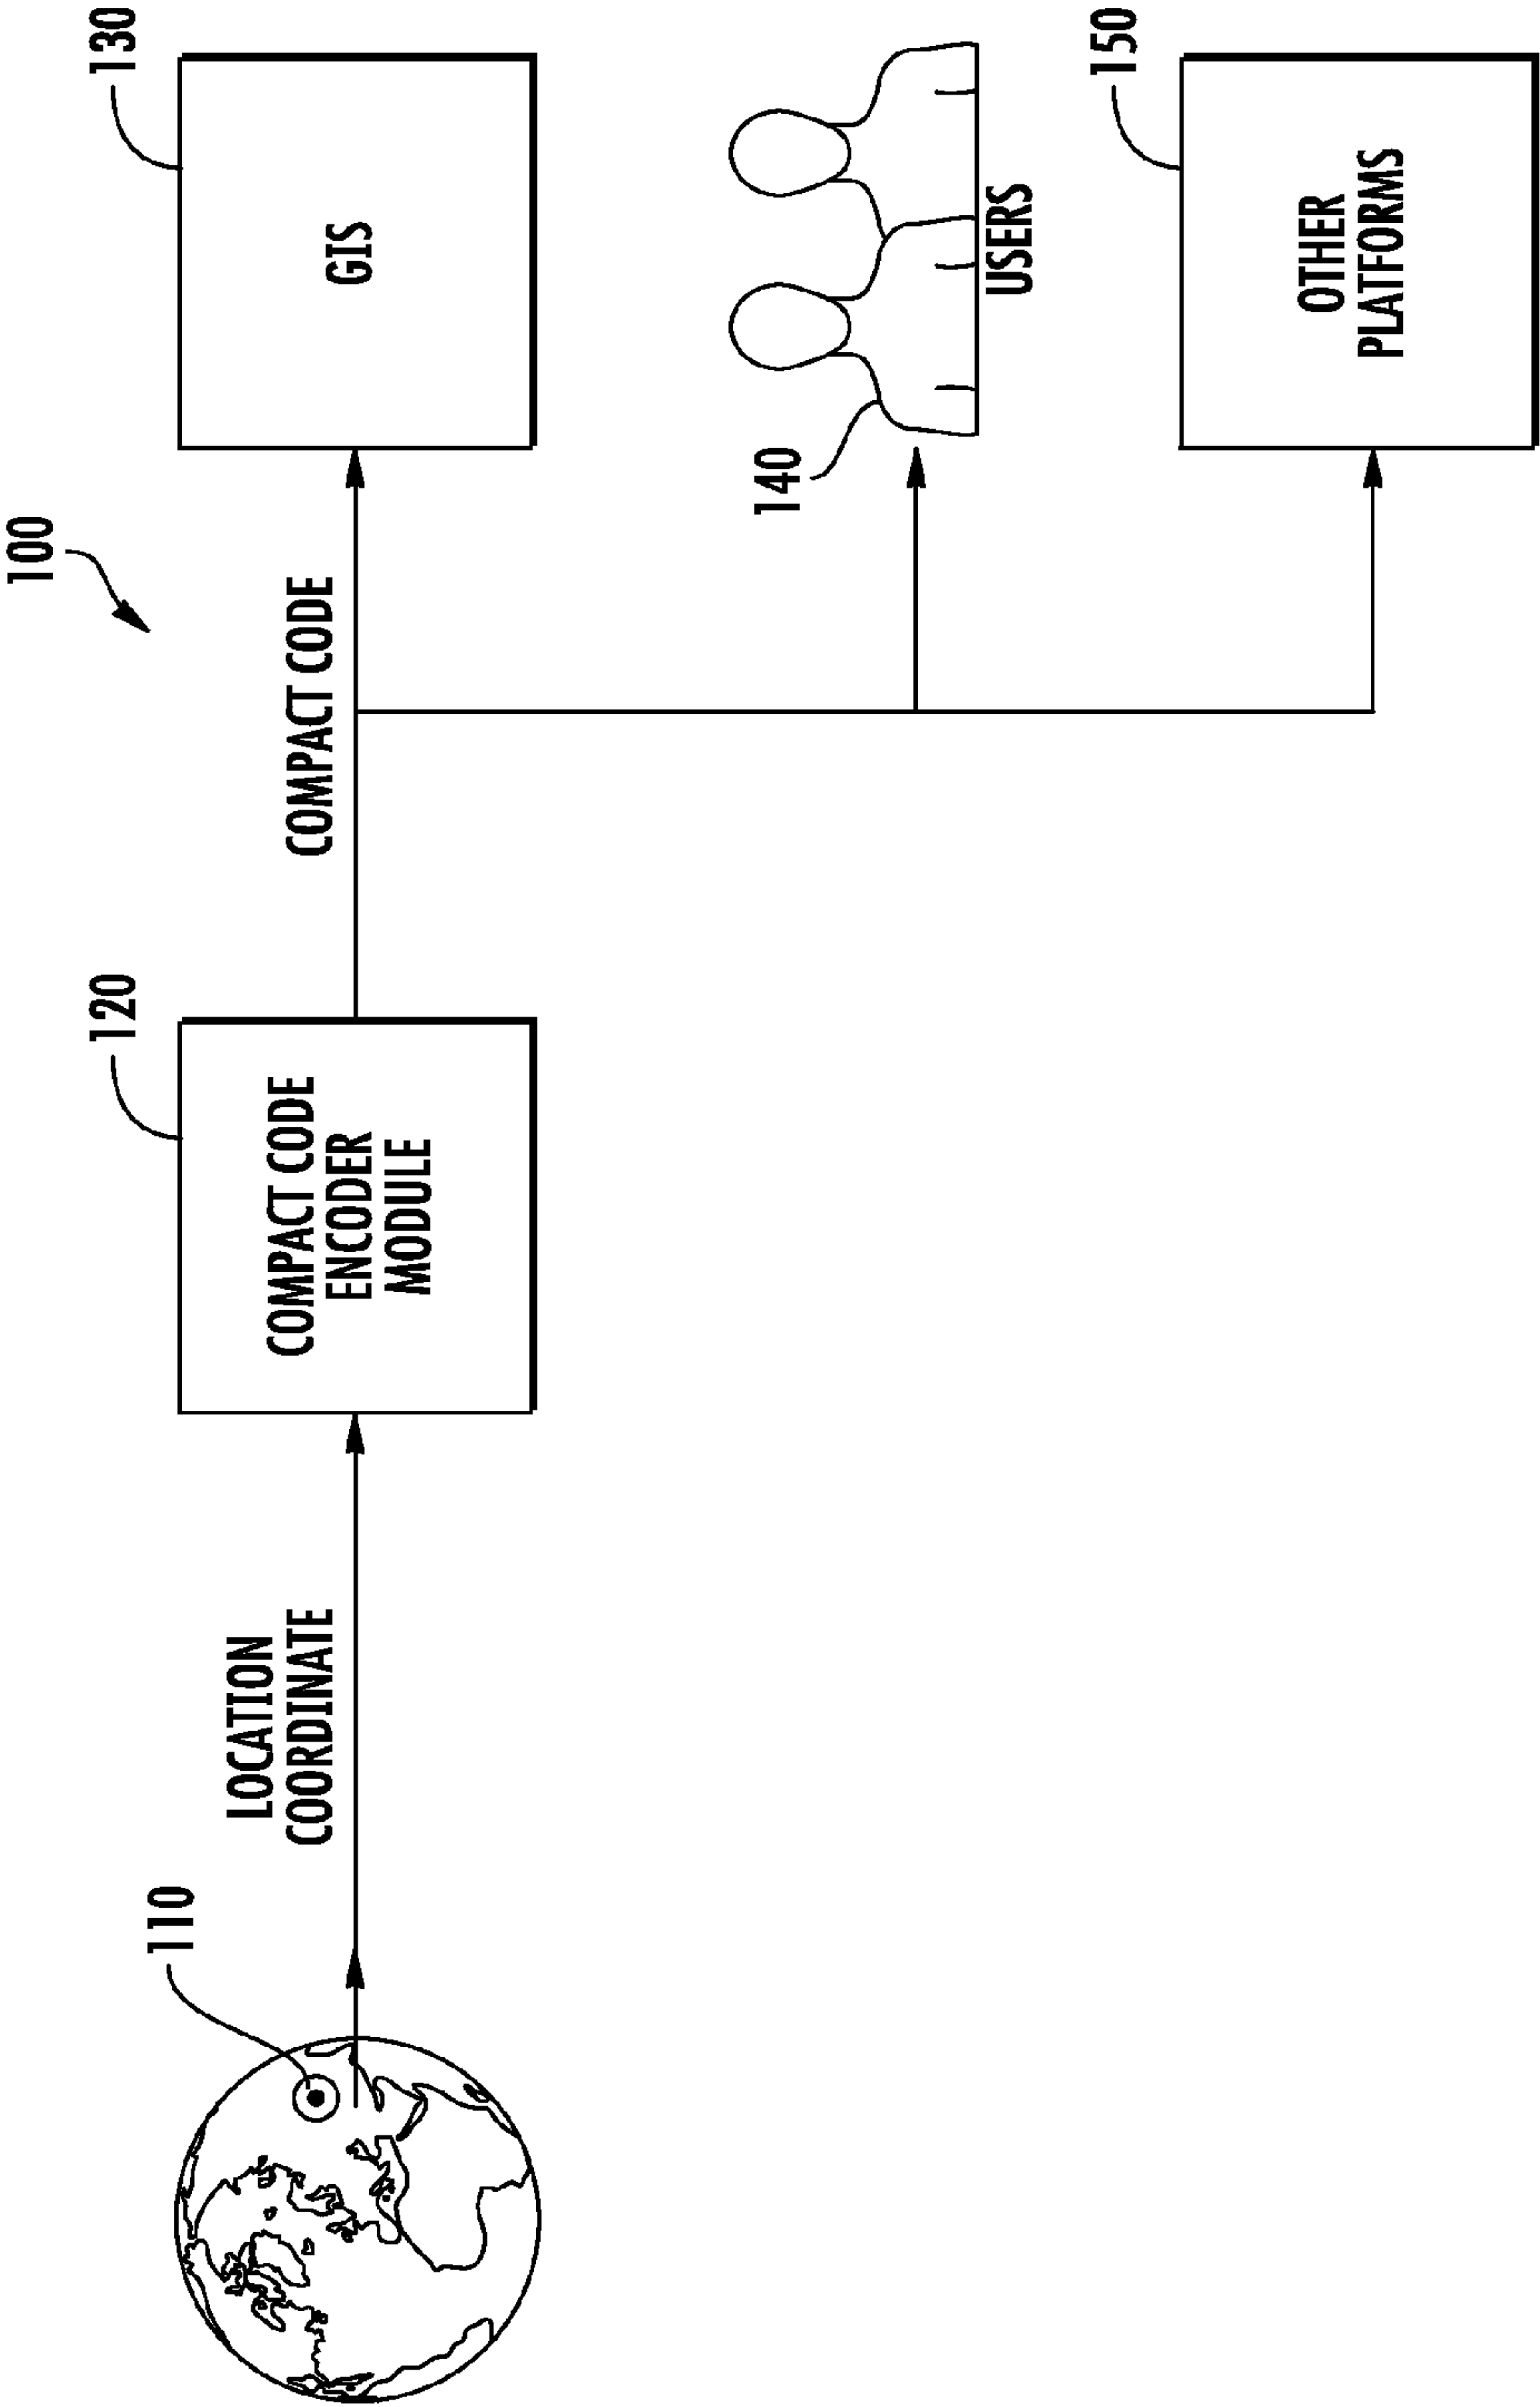 100
110
LOCATION
COORDINATE
120
COMPACT CODE
ENCODER
MODULE
COMPACT CODE
130
GIS
140
USERS
150
OTHER
PLATFORMS